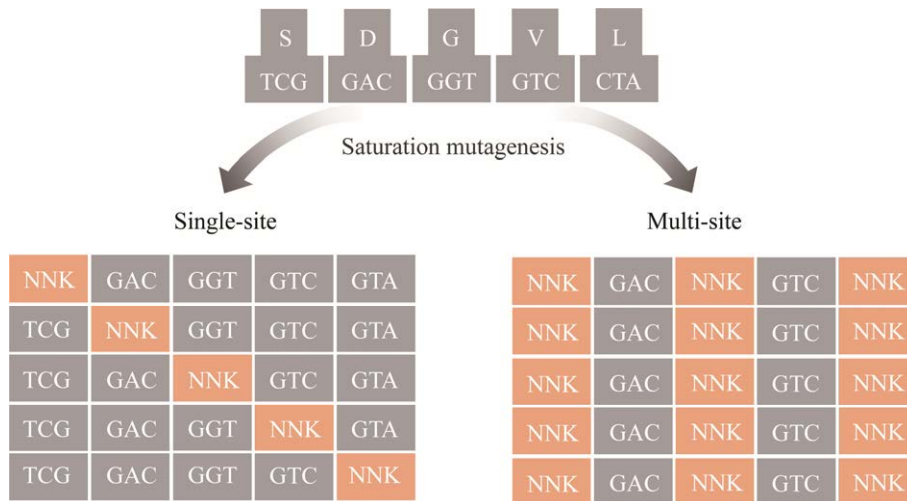 S D G V L
TCG GAC GGT GTC CTA
Saturation mutagenesis
Single-site Multi-site
NNK GAC GGT GTC GTA NNK GAC NNK GTC NNK
TCG NNK GGT GTC GTA NNK GAC NNK GTC NNK
TCG GAC NNK GTC GTA NNK GAC NNK GTC NNK
TCG GAC GGT NNK GTA NNK GAC NNK GTC NNK
TCG GAC GGT GTC NNK NNK GAC NNK GTC NNK